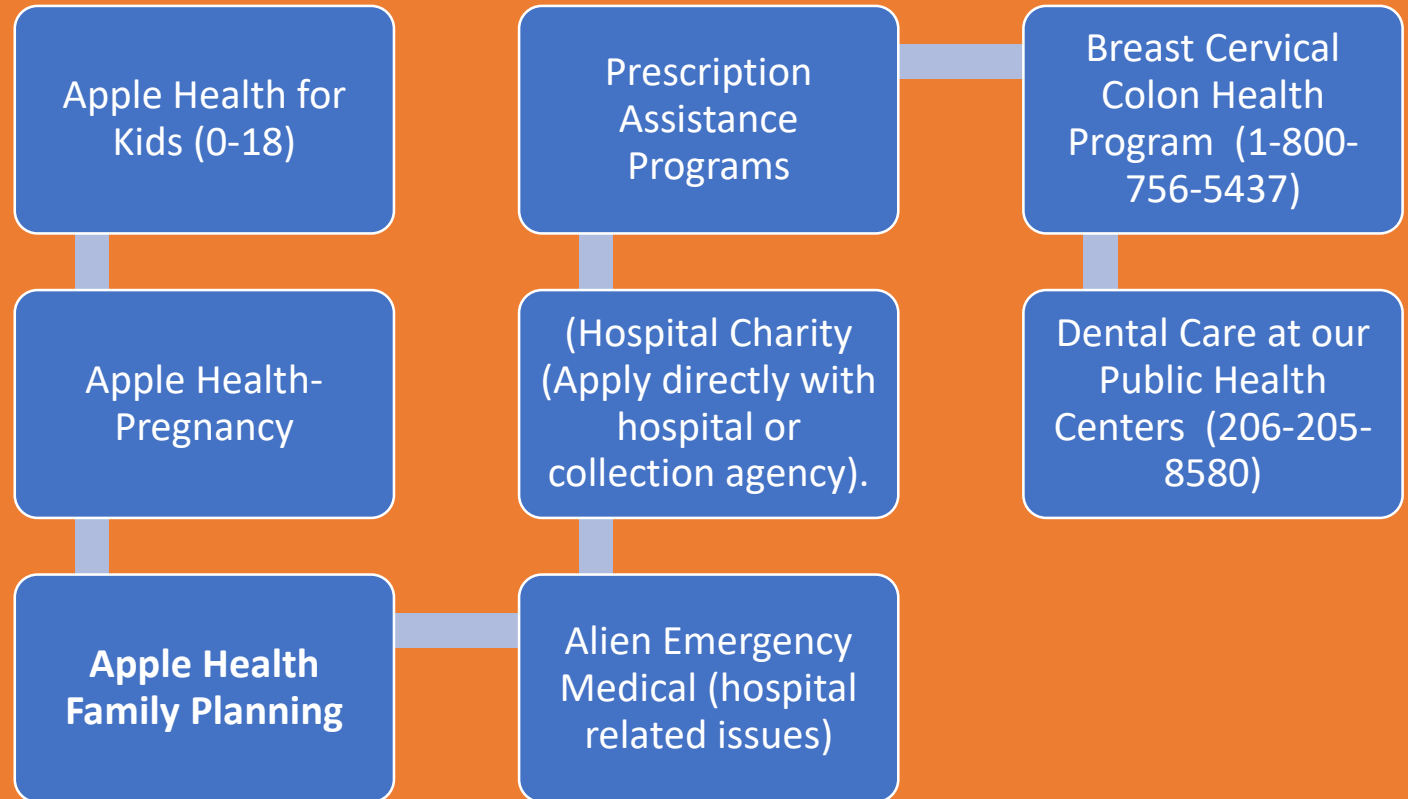 Apple Health for
Kids (0-18)
Apple Health-
Pregnancy
Apple Health
Family Planning
Alien Emergency
Medical (hospital
related issues)
(Hospital Charity
(Apply directly with
hospital or
collection agency).
Prescription
Assistance
Programs
Breast Cervical
Colon Health
Program  (1-800-
756-5437)
Dental Care at our
Public Health
Centers  (206-205-
8580)